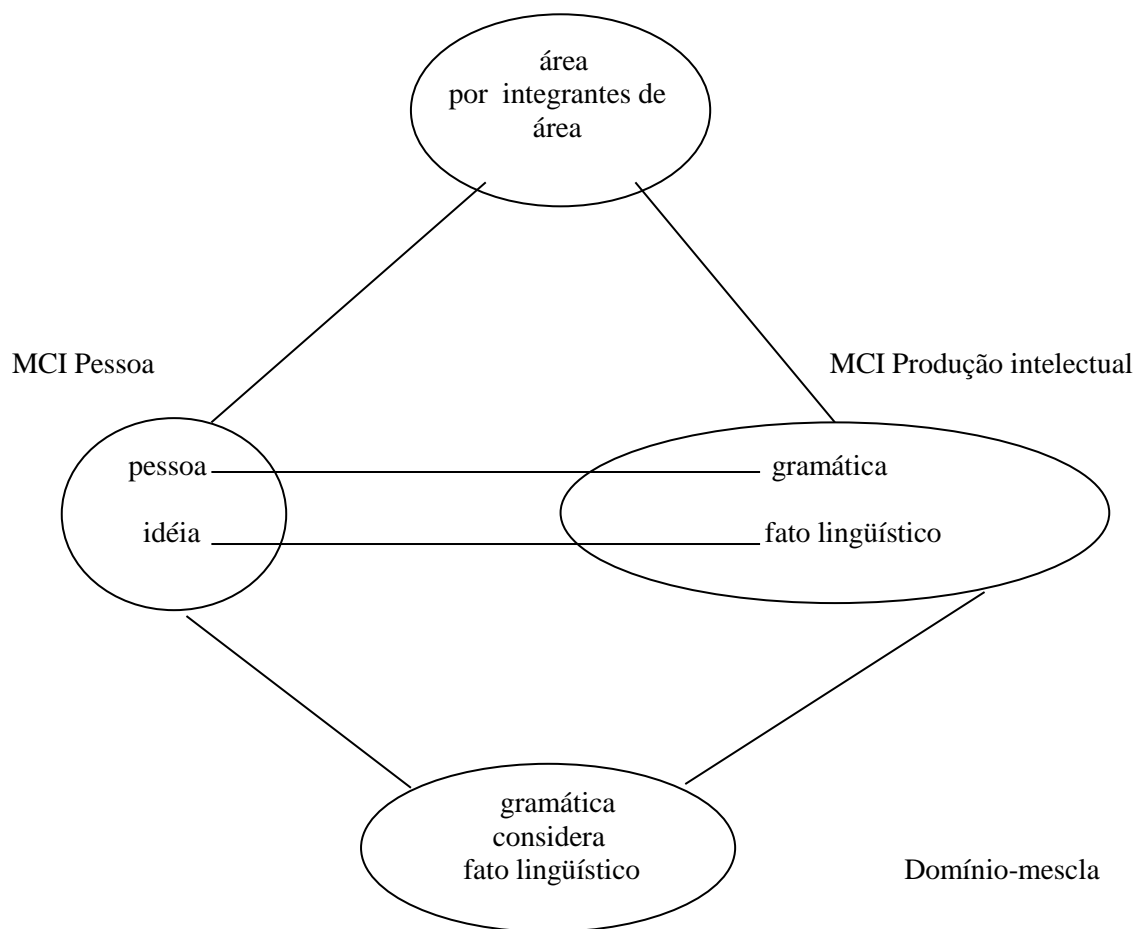 área
por integrantes de
área
MCI Pessoa
MCI Produção intelectual
pessoa
gramática
idéia
fato lingüístico
gramática
considera
fato lingüístico
Domínio-mescla